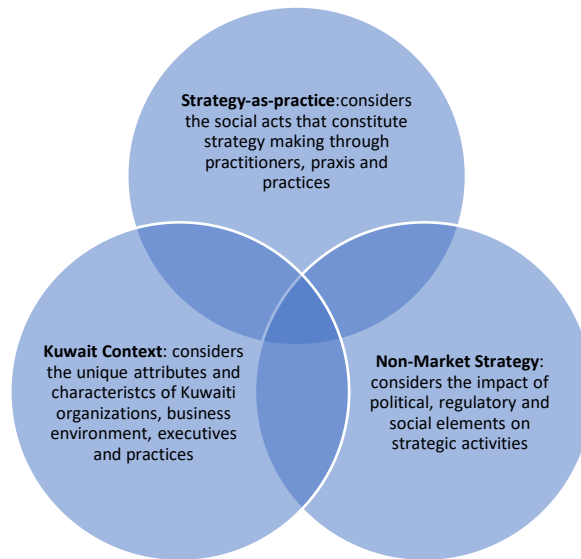 Strategy-as-practice:considers
the social acts that constitute
strategy making through
practitioners, praxis and
practices
Kuwait Context: considers
the unique attributes and
characteristcs of Kuwaiti
organizations, business
environment, executives
and practices
Non-Market Strategy:
considers the impact of
political, regulatory and
social elements on
strategic activities